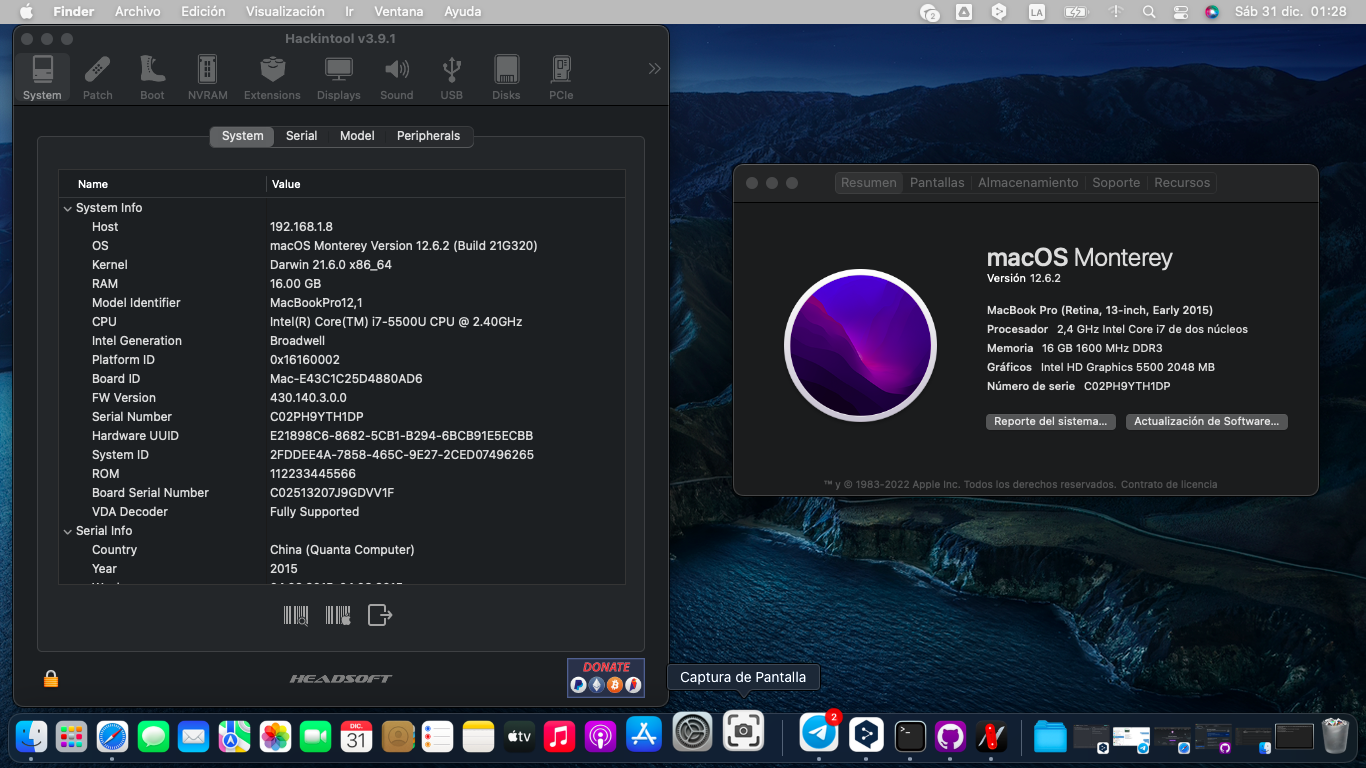 Finder Archivo Edición Visualización Ir Ventana Ayuda 2 LA Sáb 31 dic. 01:28
Hackintool v3.9.1
System Patch Boot NVRAM Extensions Displays Sound USB Disks PCIe
System Serial Model Peripherals
Name Value
System Info
Host 192.168.1.8
OS macOS Monterey Version 12.6.2 (Build 21G320)
Kernel Darwin 21.6.0 x86_64
RAM 16.00 GB
Model Identifier MacBookPro12,1
CPU Intel(R) Core(TM) i7-5500U CPU @ 2.40GHz
Intel Generation Broadwell
Platform ID 0x16160002
Board ID Mac-E43C1C25D4880AD6
FW Version 430.140.3.0.0
Serial Number C02PH9YTH1DP
Hardware UUID E21898C6-8682-5CB1-B294-6BCB91E5ECBB
System ID 2FDDEE4A-7858-465C-9E27-2CED07496265
ROM 112233445566
Board Serial Number C02513207J9GDVV1F
VDA Decoder Fully Supported
Serial Info
Country China (Quanta Computer)
Year 2015
HEADSOFT
DONATE
Resumen Pantallas Almacenamiento Soporte Recursos
macOS Monterey
Versión 12.6.2
MacBook Pro (Retina, 13-inch, Early 2015)
Procesador 2,4 GHz Intel Core i7 de dos núcleos
Memoria 16 GB 1600 MHz DDR3
Gráficos Intel HD Graphics 5500 2048 MB
Número de serie C02PH9YTH1DP
Reporte del sistema... Actualización de Software...
™ y © 1983-2022 Apple Inc. Todos los derechos reservados. Contrato de licencia
Captura de Pantalla
DIC.
31
tv
2